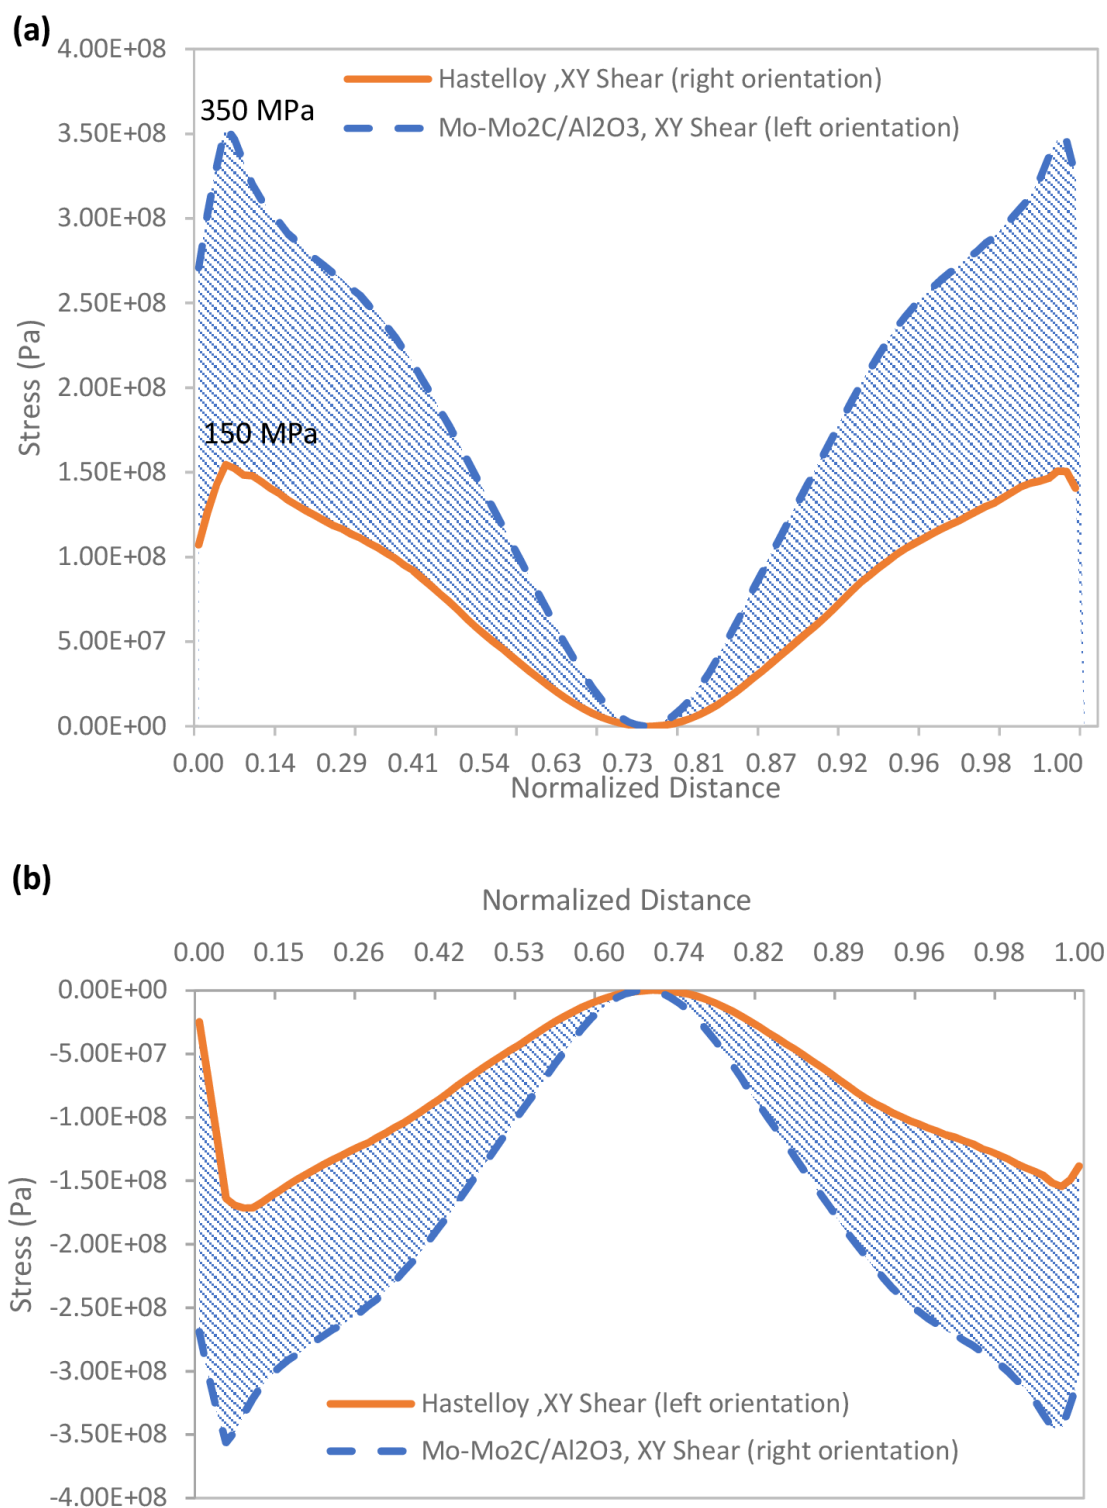 (a)
4.00E+08
Hastelloy ,XY Shear (right orientation)
350 MPa
Mo-Mo2C/Al2O3, XY Shear (left orientation)
3.50E+08
3.00E+08
2.50E+08
2.00E+08
150 MPa
1.50E+08
1.00E+08
5.00E+07
0.00E+00
Stress (Pa)
0.00 0.14 0.29 0.41 0.54 0.63 0.73 0.81 0.87 0.92 0.96 0.98 1.00
Normalized Distance
(b)
Normalized Distance
0.00 0.15 0.26 0.42 0.53 0.60 0.74 0.82 0.89 0.96 0.98 1.00
0.00E+00
-5.00E+07
-1.00E+08
-1.50E+08
-2.00E+08
-2.50E+08
-3.00E+08
-3.50E+08
-4.00E+08
Stress (Pa)
Hastelloy ,XY Shear (left orientation)
Mo-Mo2C/Al2O3, XY Shear (right orientation)